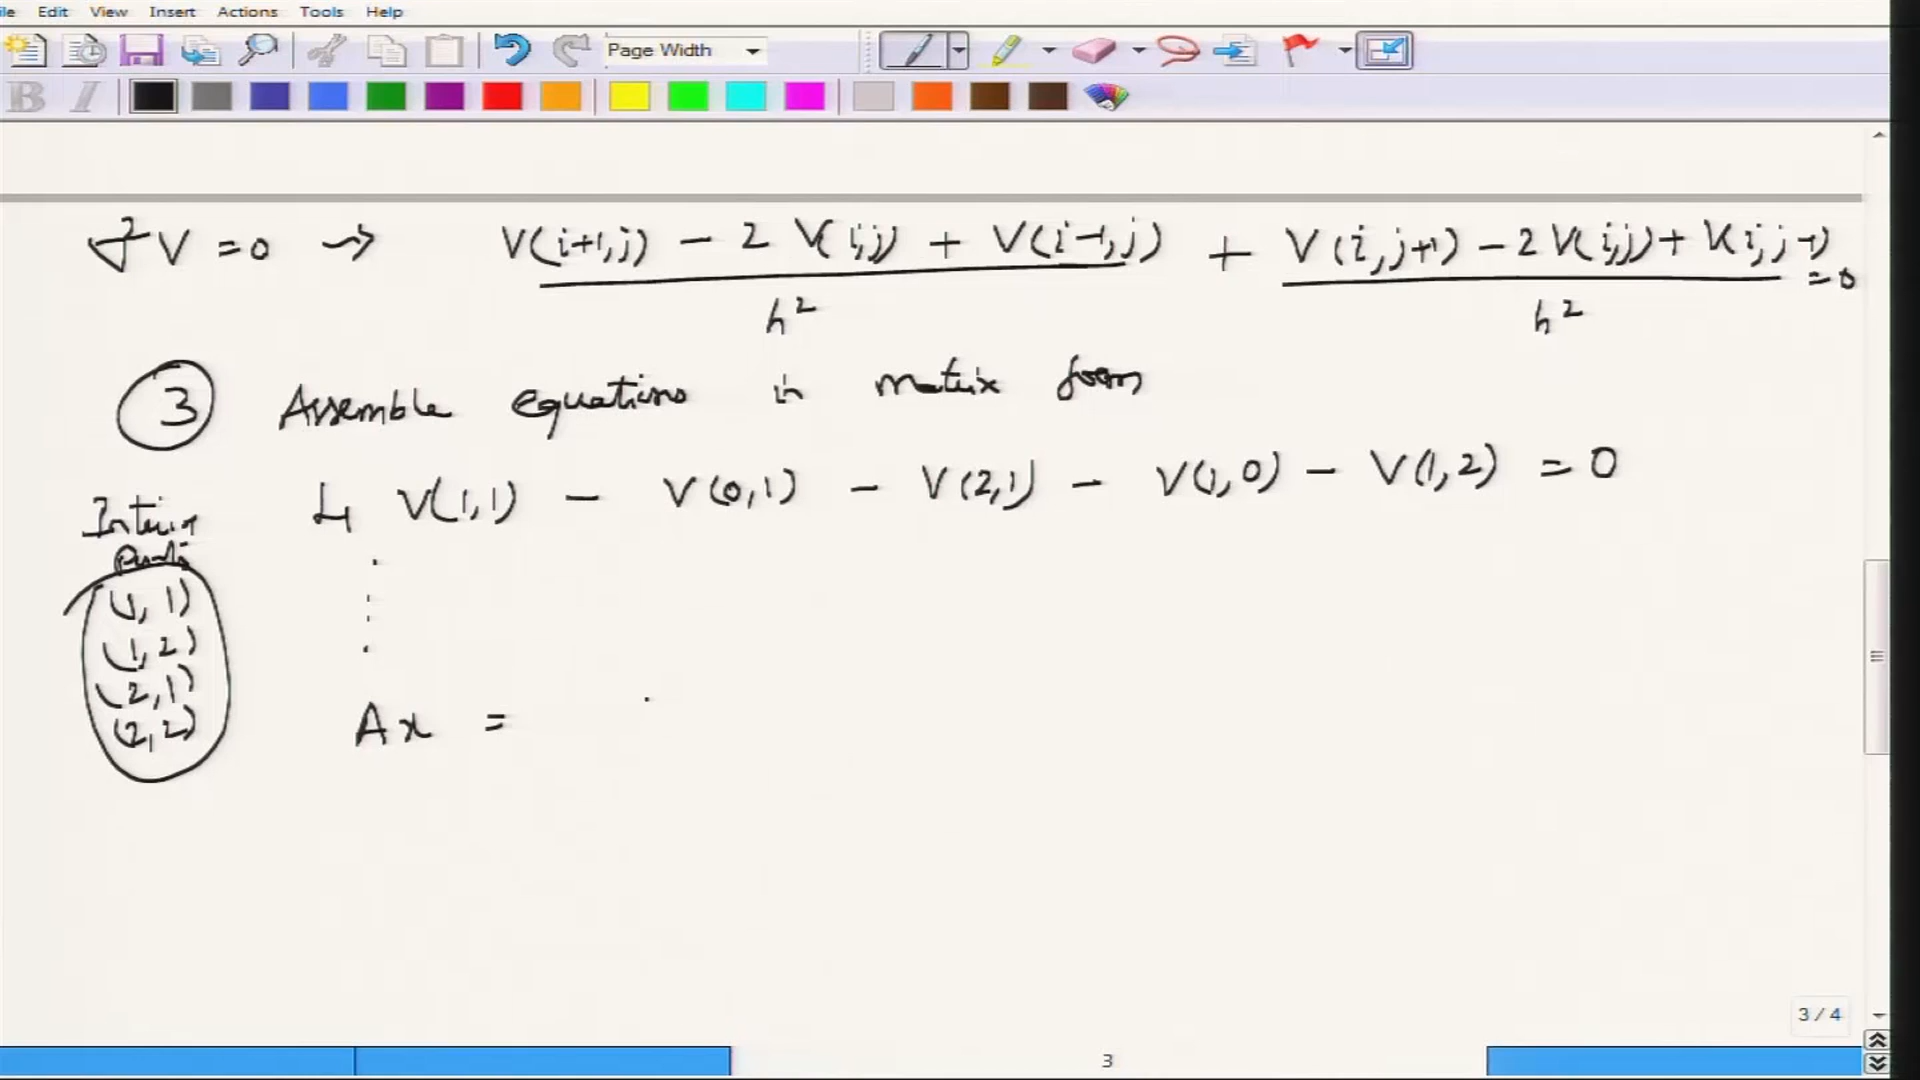 ile Edit View Insert Actions Tools Help
Page Width
B I
∇²V = 0 → (V(i+1,j) - 2 V(i,j) + V(i-1,j))/h² + (V(i,j+1) - 2 V(i,j) + V(i,j-1))/h² = 0
3 Assemble equations in matrix form
4 V(1,1) - V(0,1) - V(2,1) - V(1,0) - V(1,2) = 0
Interior
points
(1,1)
(1,2)
(2,1)
(2,2)
Ax =
3 / 4
3